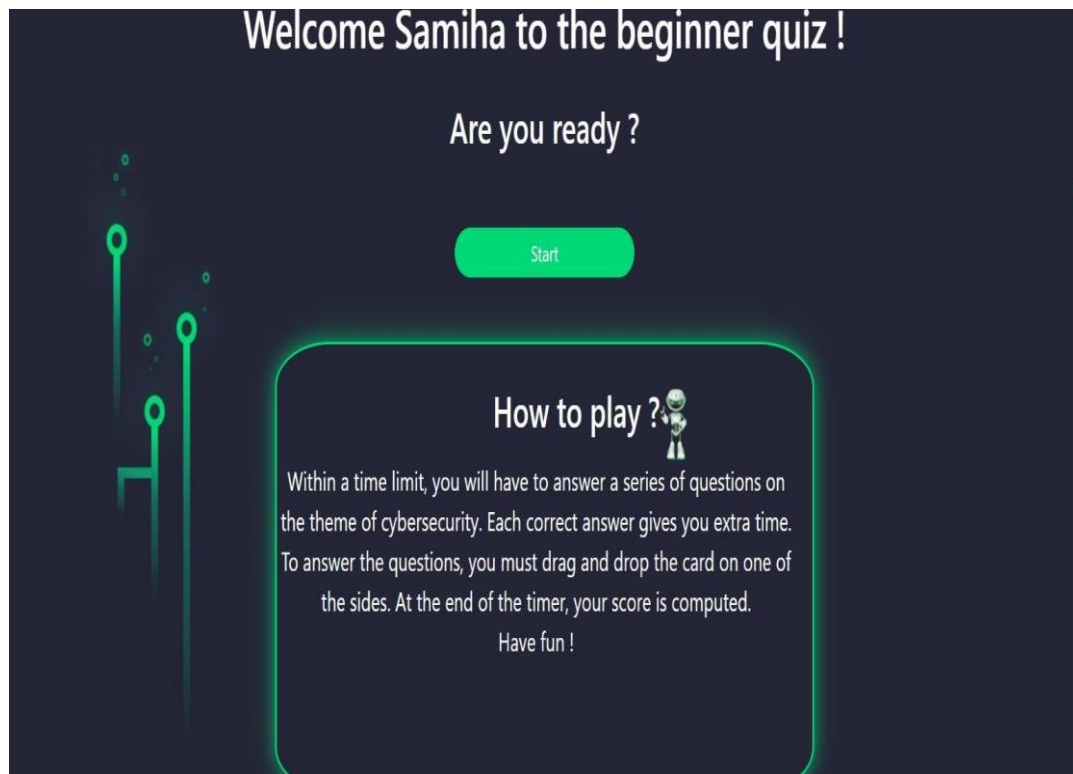 Welcome Samiha to the beginner quiz !
Are you ready ?
Start
How to play ?
Within a time limit, you will have to answer a series of questions on
the theme of cybersecurity. Each correct answer gives you extra time.
To answer the questions, you must drag and drop the card on one of
the sides. At the end of the timer, your score is computed.
Have fun !